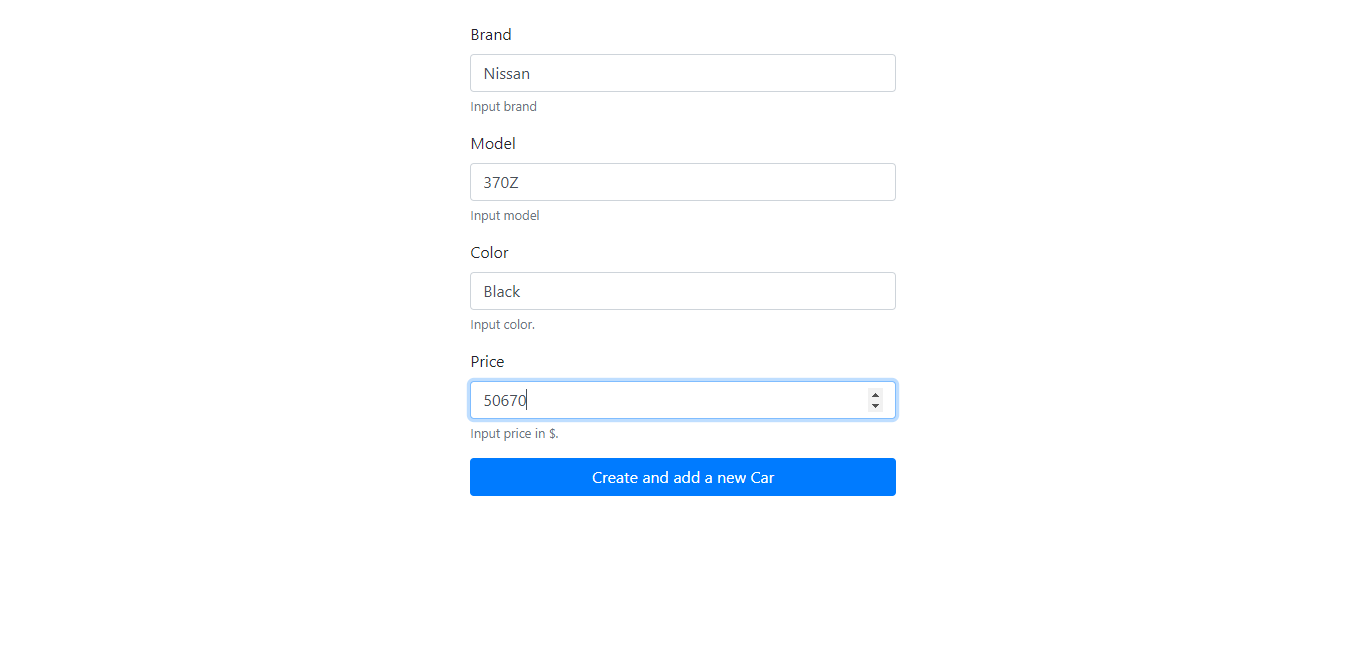 Brand
Nissan
Input brand
Model
370Z
Input model
Color
Black
Input color.
Price
50670
Input price in $.
Create and add a new Car